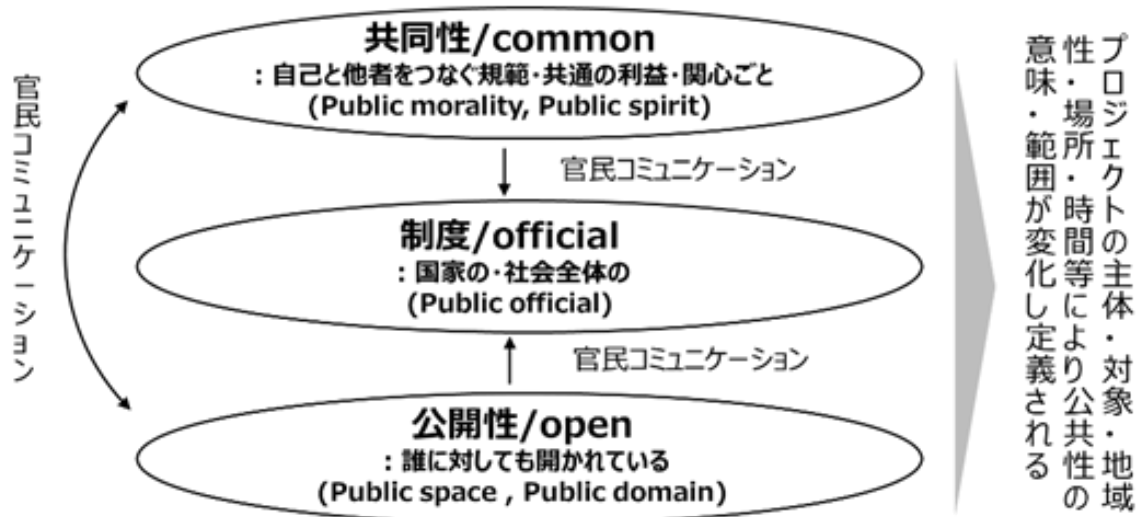 共同性/common
:自己と他者をつなぐ規範・共通の利益・関心ごと
(Public morality, Public spirit)
官民コミュニケーション
官民コミュニケーション
制度/official
:国家の・社会全体の
(Public official)
官民コミュニケーション
公開性/open
:誰に対しても開かれている
(Public space , Public domain)
プロジェクトの主体・対象・地域
性・場所・時間等により公共性の
意味・範囲が変化し定義される